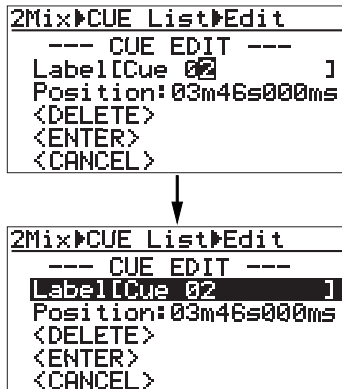 2Mix▶CUE List▶Edit
--- CUE EDIT ---
Label[Cue 02 ]
Position:03m46s000ms
<DELETE>
<ENTER>
<CANCEL>
2Mix▶CUE List▶Edit
--- CUE EDIT ---
Label[Cue 02 ]
Position:03m46s000ms
<DELETE>
<ENTER>
<CANCEL>